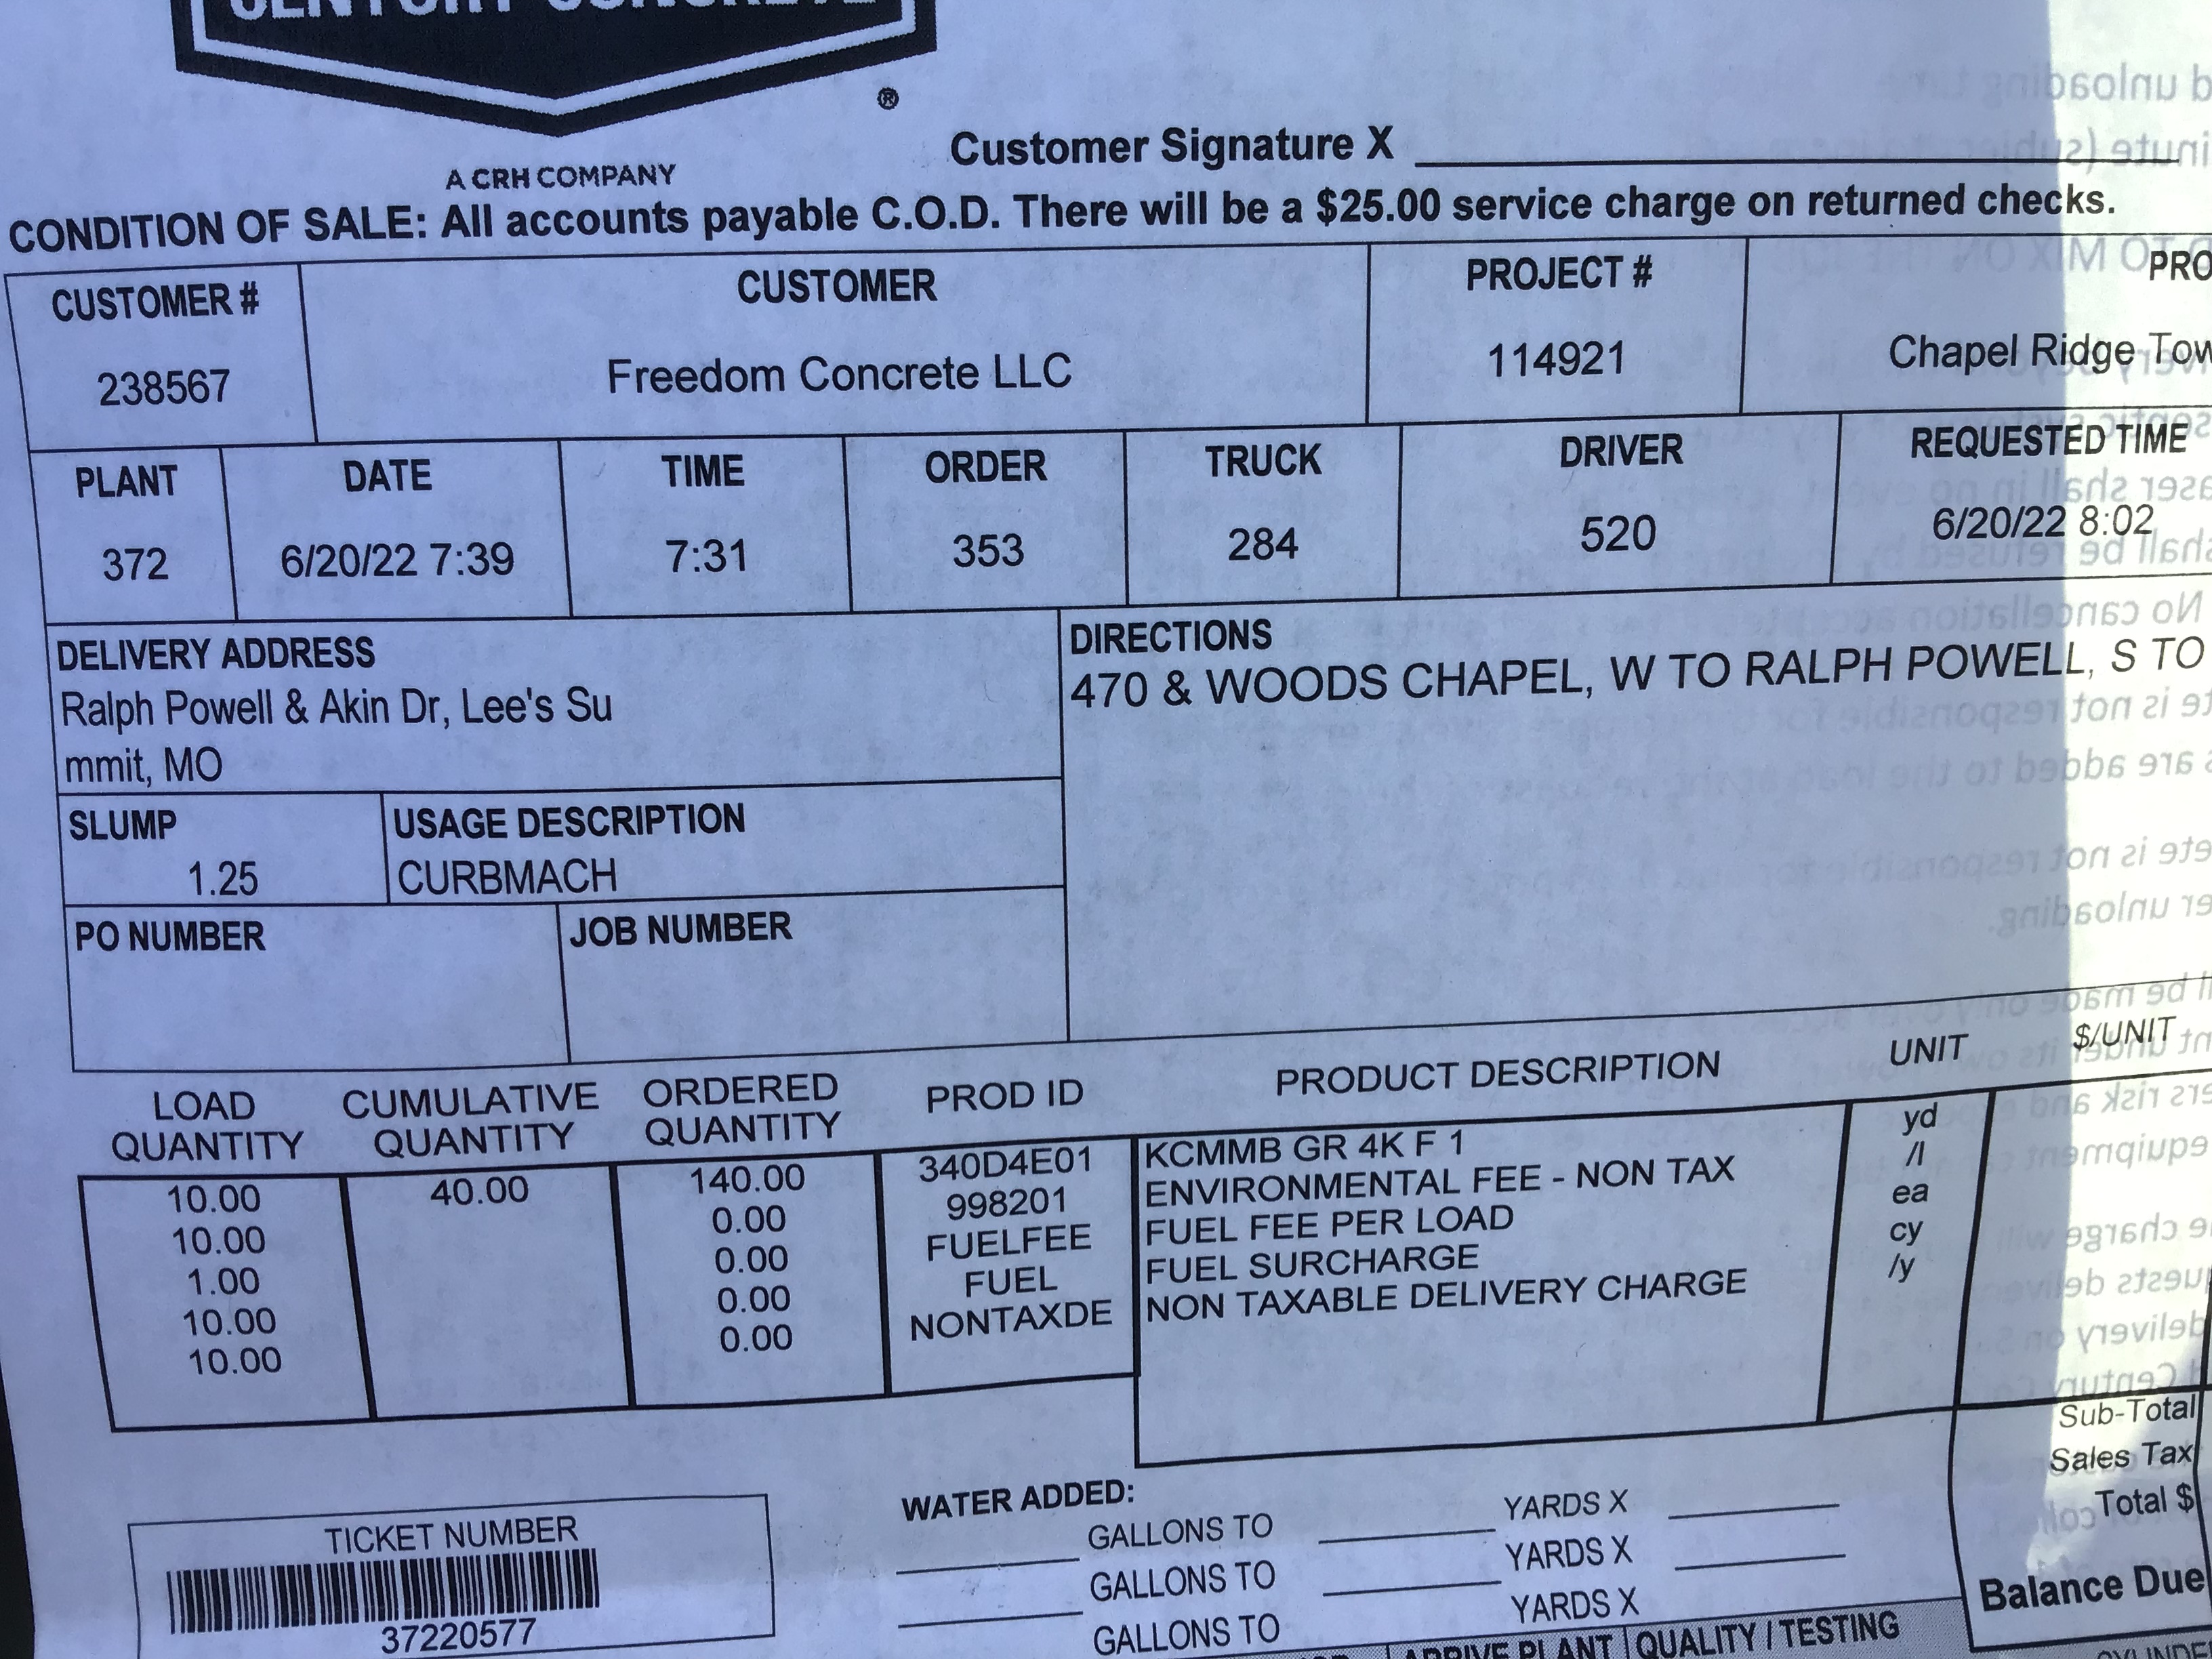 CENTURY CONCRETE
®
A CRH COMPANY
Customer Signature X
CONDITION OF SALE: All accounts payable C.O.D. There will be a $25.00 service charge on returned checks.
CUSTOMER # CUSTOMER PROJECT # PRO
238567 Freedom Concrete LLC 114921 Chapel Ridge Tow
PLANT DATE TIME ORDER TRUCK DRIVER REQUESTED TIME
372 6/20/22 7:39 7:31 353 284 520 6/20/22 8:02
DELIVERY ADDRESS
Ralph Powell & Akin Dr, Lee's Su
mmit, MO
DIRECTIONS
470 & WOODS CHAPEL, W TO RALPH POWELL, S TO
SLUMP USAGE DESCRIPTION
1.25 CURBMACH
PO NUMBER JOB NUMBER
LOAD QUANTITY CUMULATIVE QUANTITY ORDERED QUANTITY PROD ID PRODUCT DESCRIPTION UNIT $/UNIT
10.00 40.00 140.00 340D4E01 KCMMB GR 4K F 1 yd
10.00 0.00 998201 ENVIRONMENTAL FEE - NON TAX /l
1.00 0.00 FUELFEE FUEL FEE PER LOAD ea
10.00 0.00 FUEL FUEL SURCHARGE cy
10.00 0.00 NONTAXDE NON TAXABLE DELIVERY CHARGE /y
Sub-Total
Sales Tax
Total $
Balance Due
TICKET NUMBER
37220577
WATER ADDED:
GALLONS TO YARDS X
GALLONS TO YARDS X
GALLONS TO YARDS X
ARRIVE PLANT QUALITY / TESTING